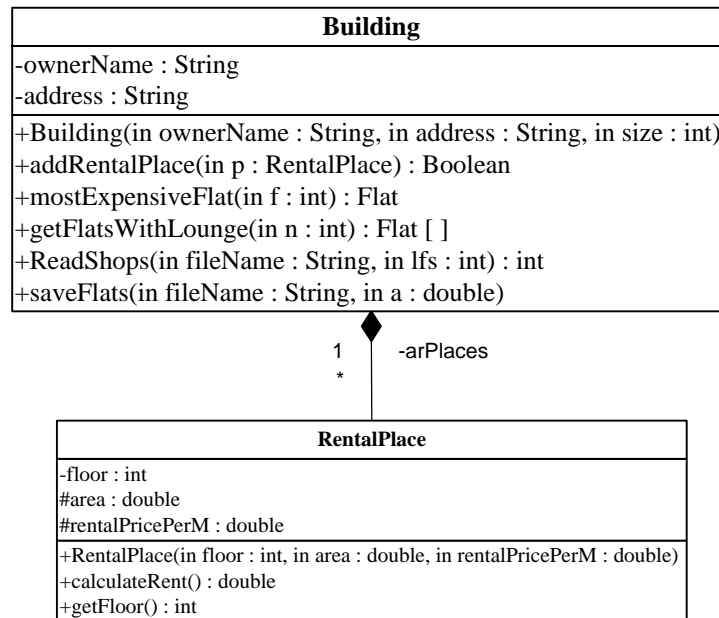 Building
-ownerName : String
-address : String
+Building(in ownerName : String, in address : String, in size : int)
+addRentalPlace(in p : RentalPlace) : Boolean
+mostExpensiveFlat(in f : int) : Flat
+getFlatsWithLounge(in n : int) : Flat [ ]
+ReadShops(in fileName : String, in lfs : int) : int
+saveFlats(in fileName : String, in a : double)
1 -arPlaces
*
RentalPlace
-floor : int
#area : double
#rentalPricePerM : double
+RentalPlace(in floor : int, in area : double, in rentalPricePerM : double)
+calculateRent() : double
+getFloor() : int